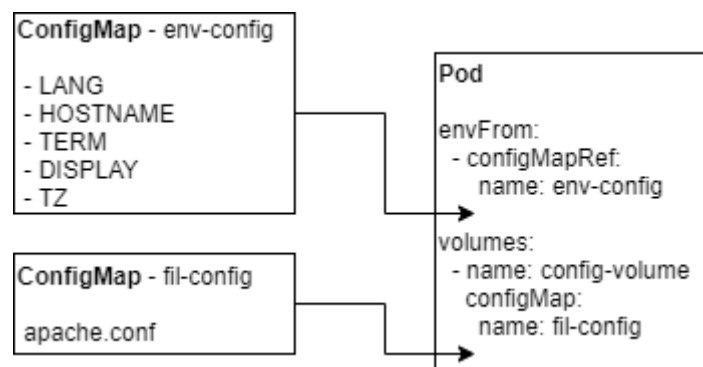 ConfigMap - env-config
- LANG
- HOSTNAME
- TERM
- DISPLAY
- TZ
ConfigMap - fil-config
apache.conf
Pod
envFrom:
- configMapRef:
name: env-config
volumes:
- name: config-volume
configMap:
name: fil-config